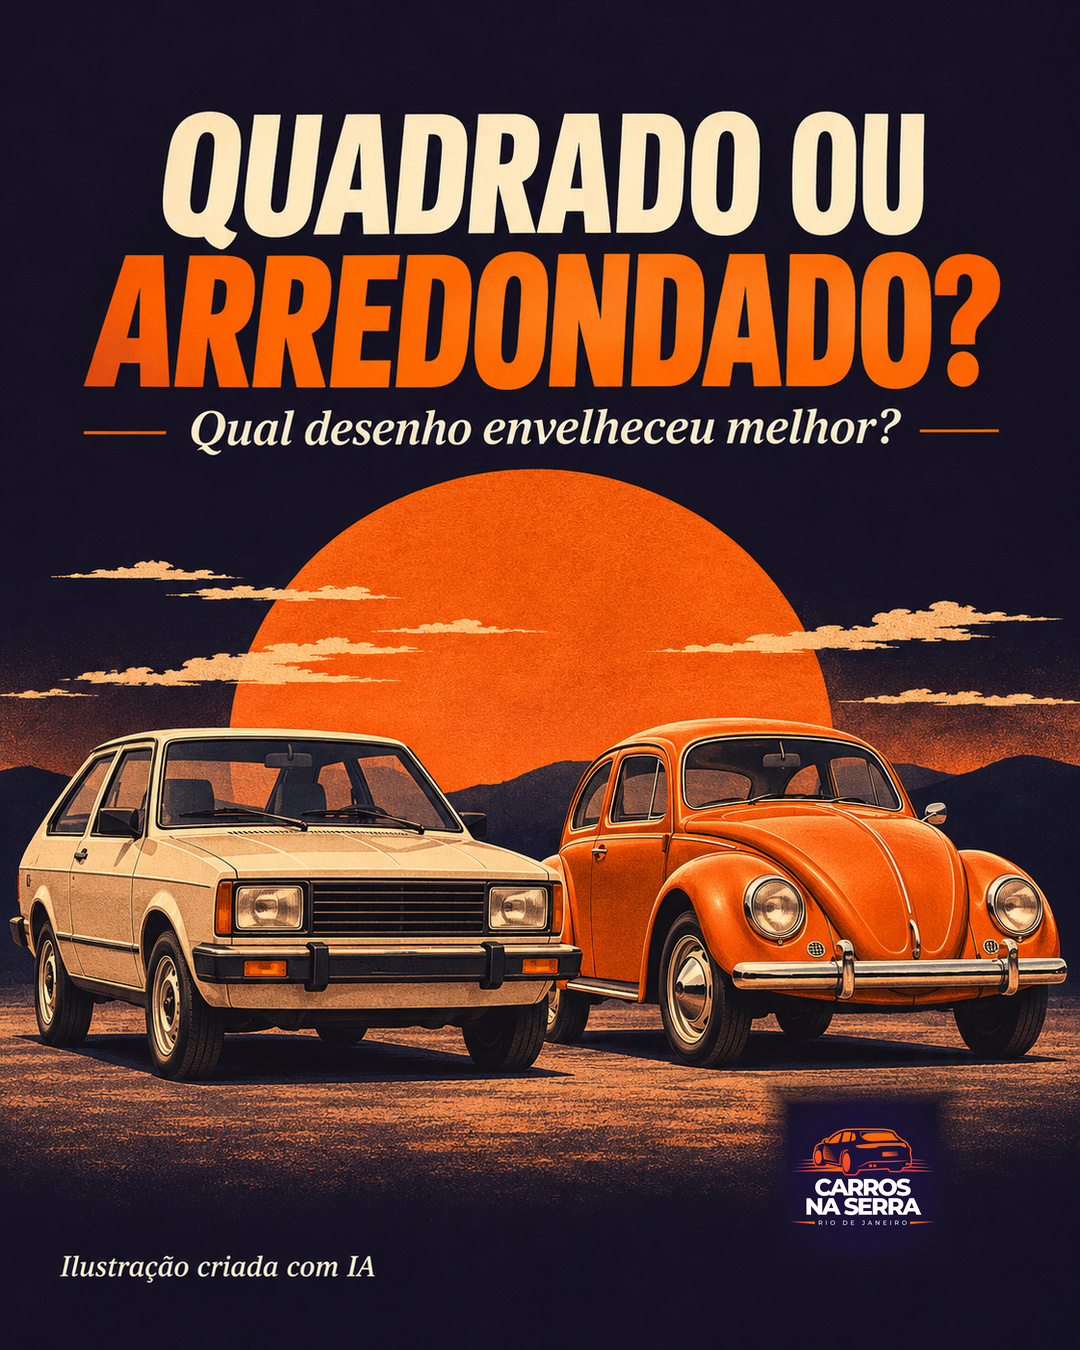 QUADRADO OU
ARREDONDADO?
Qual desenho envelheceu melhor?
CARROS
NA SERRA
RIO DE JANEIRO
Ilustração criada com IA